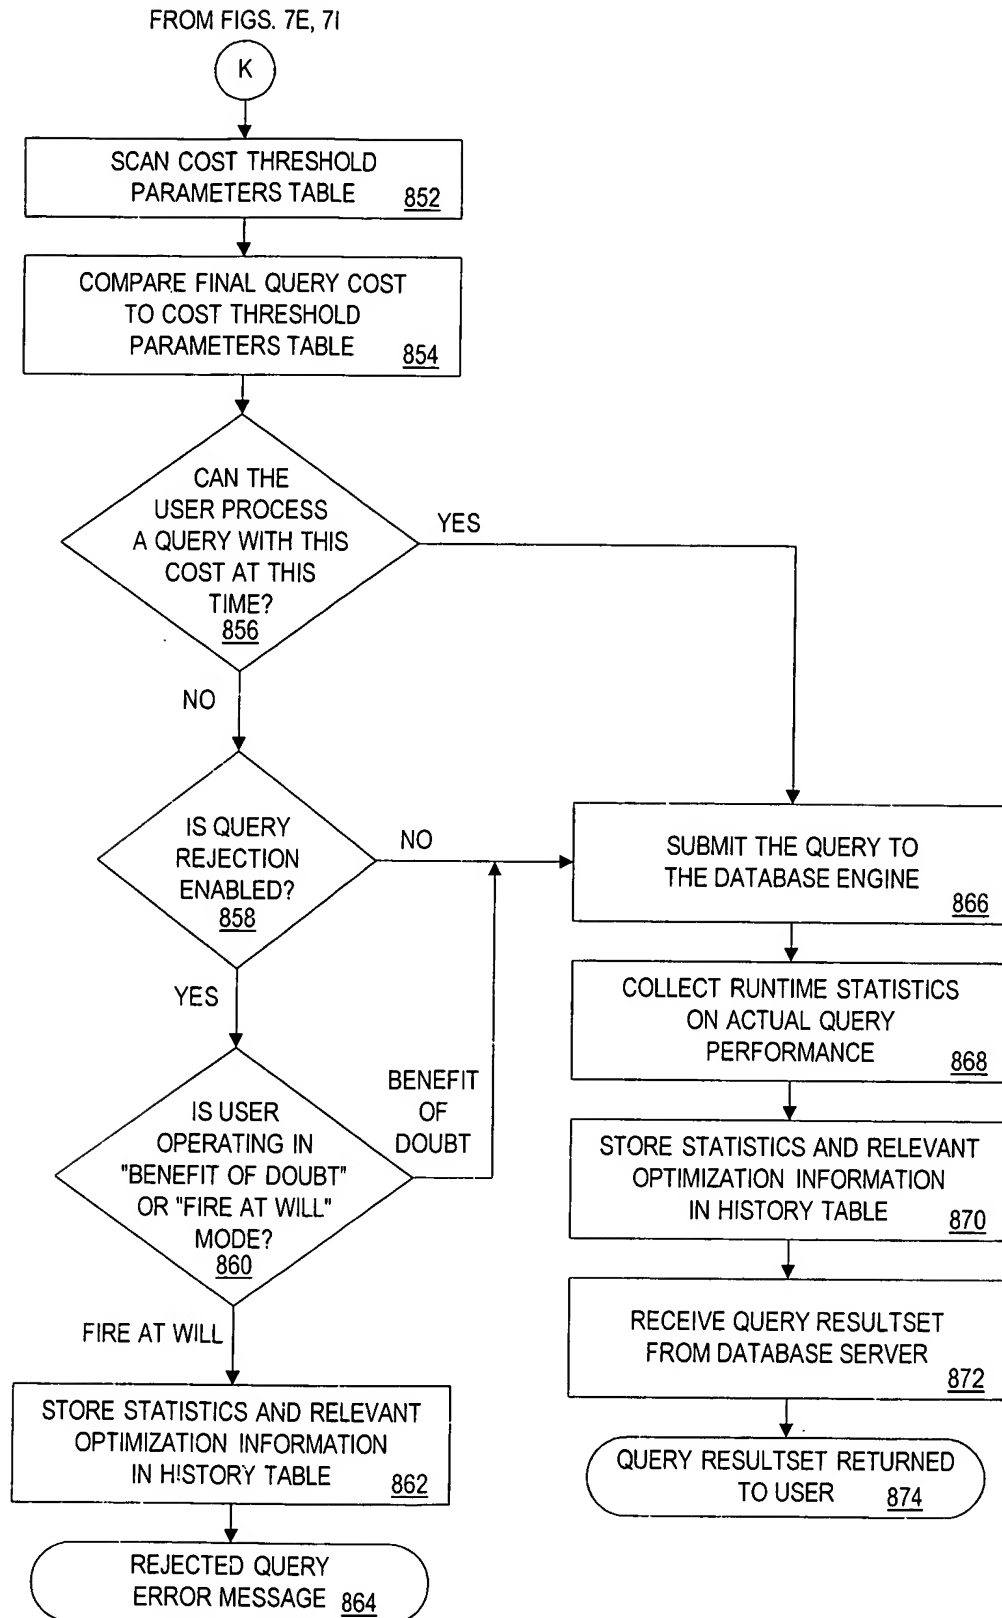 FROM FIGS. 7E, 7I
K
SCAN COST THRESHOLD
PARAMETERS TABLE 852
COMPARE FINAL QUERY COST
TO COST THRESHOLD
PARAMETERS TABLE 854
CAN THE
USER PROCESS
A QUERY WITH THIS
COST AT THIS
TIME?
856
YES
NO
IS QUERY
REJECTION
ENABLED?
858
NO
YES
IS USER
OPERATING IN
"BENEFIT OF DOUBT"
OR "FIRE AT WILL"
MODE?
860
BENEFIT
OF
DOUBT
FIRE AT WILL
STORE STATISTICS AND RELEVANT
OPTIMIZATION INFORMATION
IN HISTORY TABLE 862
REJECTED QUERY
ERROR MESSAGE 864
SUBMIT THE QUERY TO
THE DATABASE ENGINE
866
COLLECT RUNTIME STATISTICS
ON ACTUAL QUERY
PERFORMANCE 868
STORE STATISTICS AND RELEVANT
OPTIMIZATION INFORMATION
IN HISTORY TABLE 870
RECEIVE QUERY RESULTSET
FROM DATABASE SERVER
872
QUERY RESULTSET RETURNED
TO USER 874